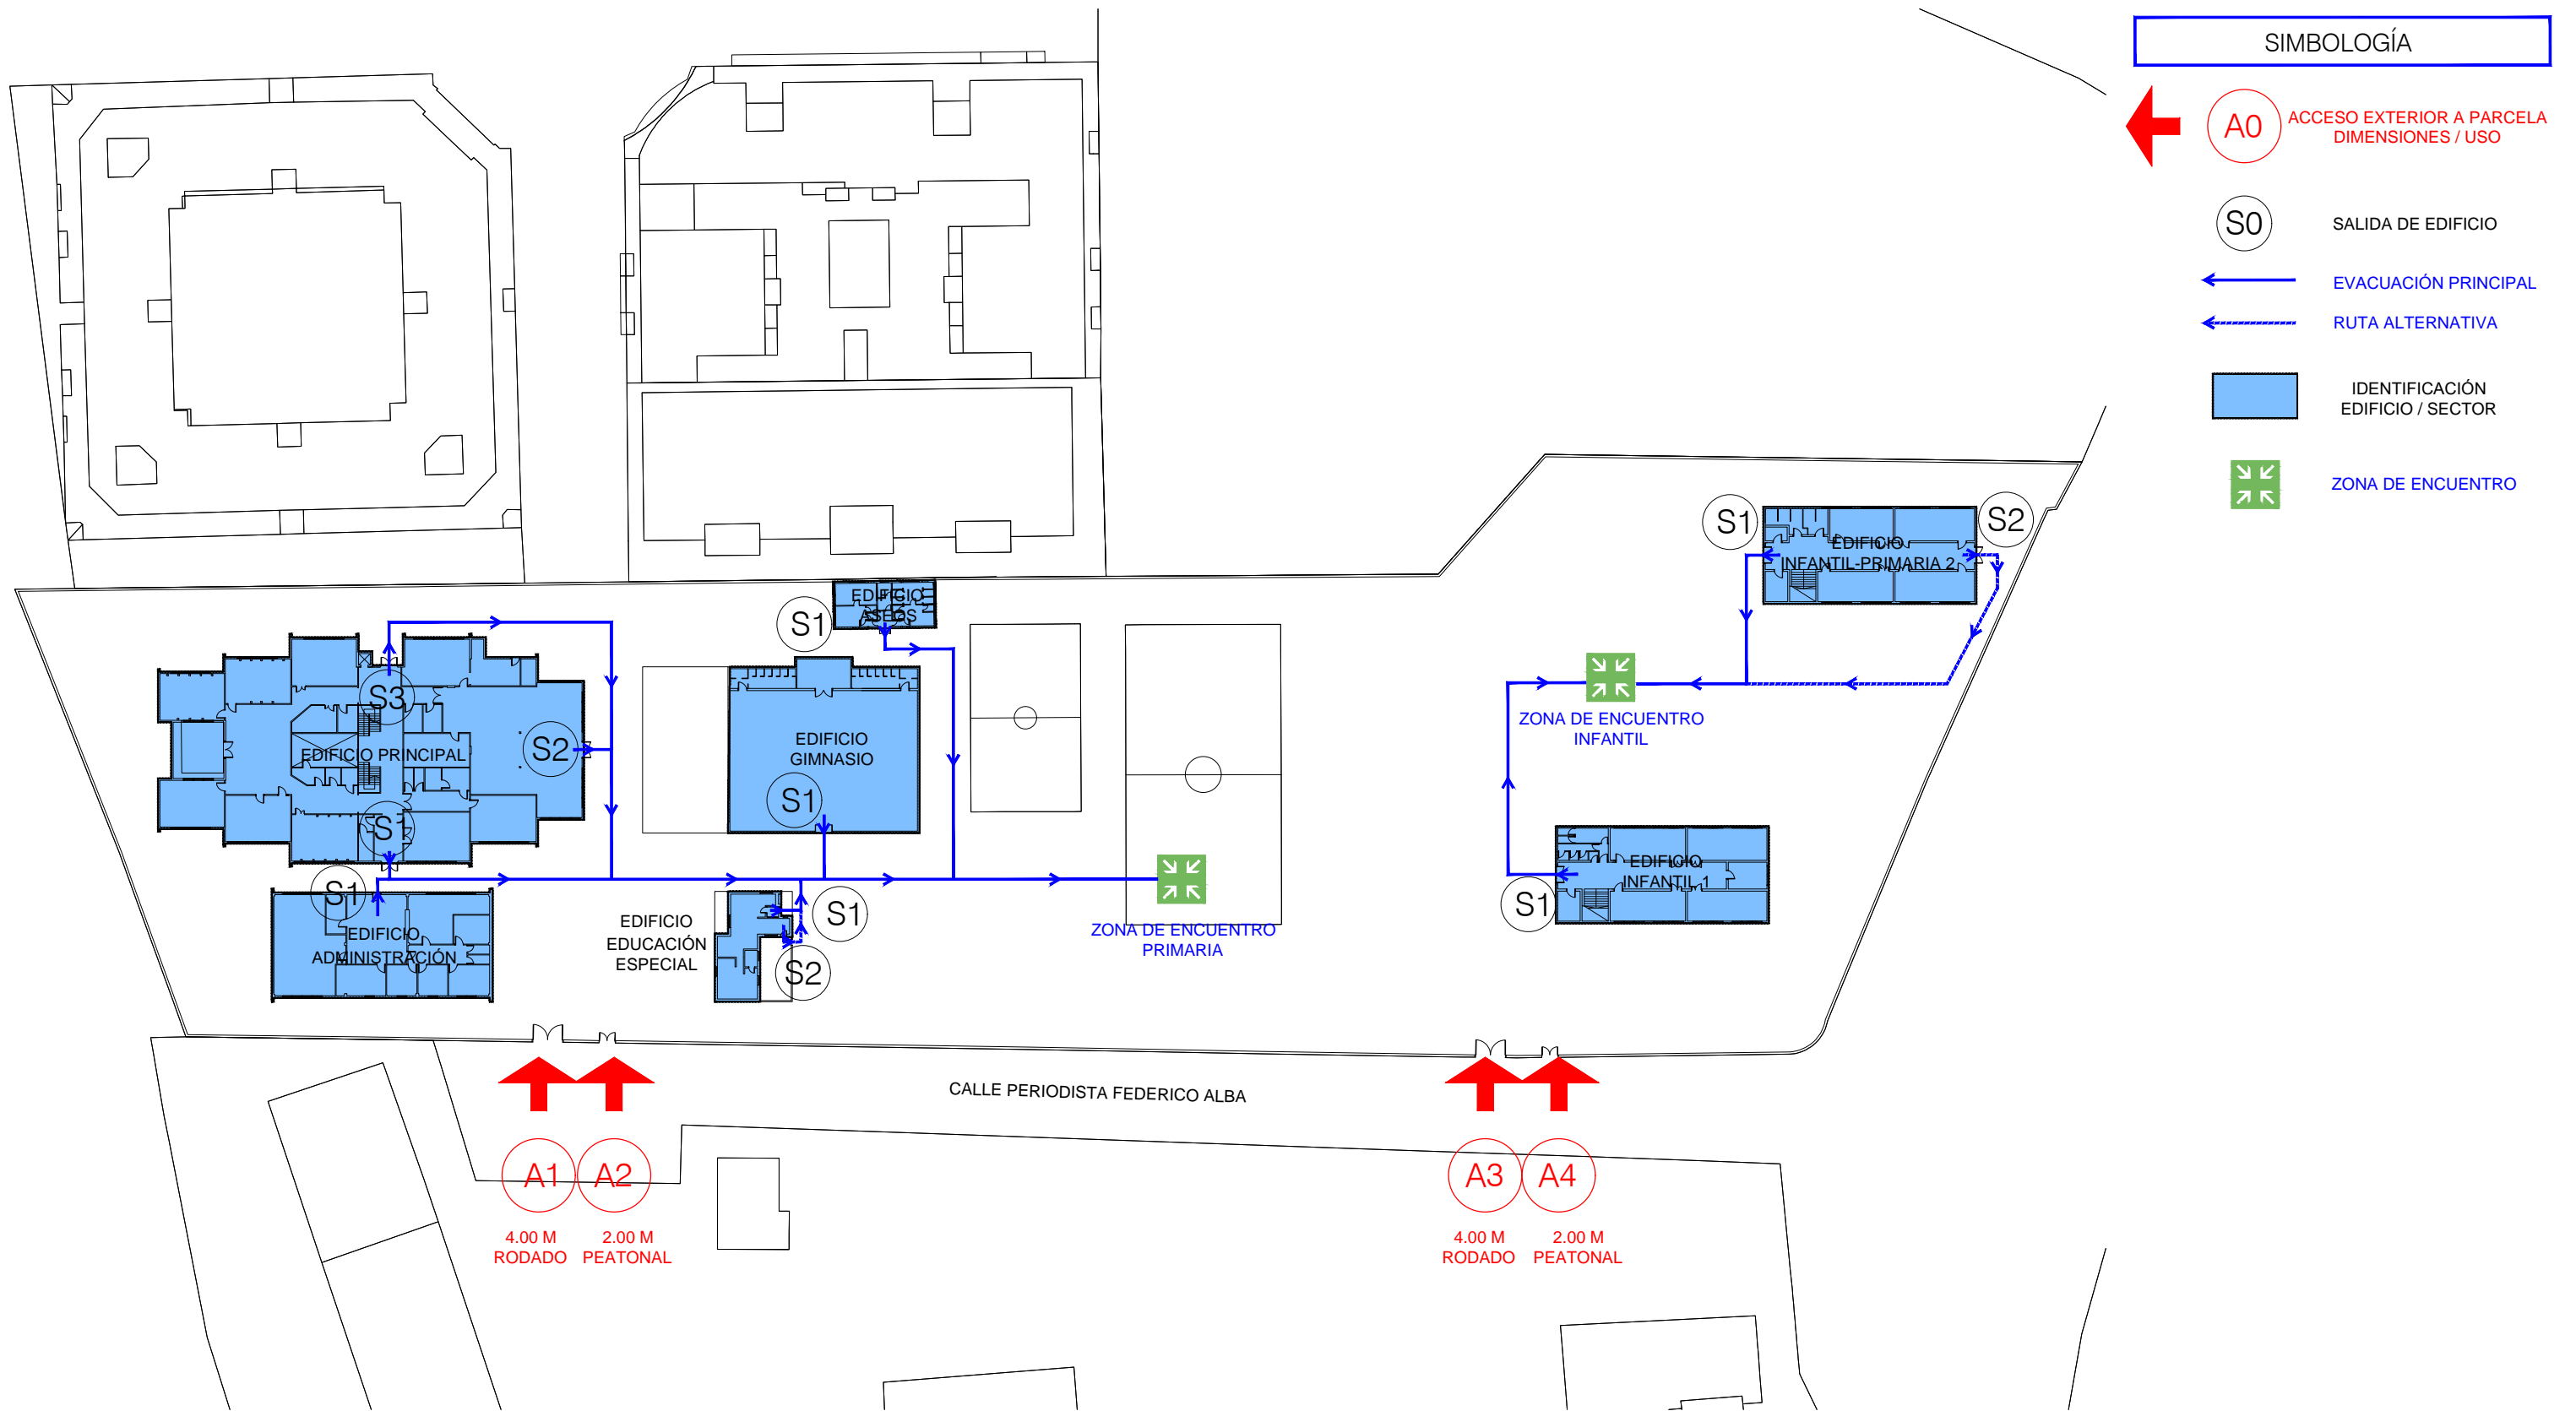 SIMBOLOGÍA
A0
ACCESO EXTERIOR A PARCELA
DIMENSIONES / USO
S0
SALIDA DE EDIFICIO
EVACUACIÓN PRINCIPAL
RUTA ALTERNATIVA
IDENTIFICACIÓN
EDIFICIO / SECTOR
ZONA DE ENCUENTRO
S1
S2
EDIFICIO
INFANTIL-PRIMARIA 2
EDIFICIO
ASEOS
S1
S3
S2
EDIFICIO PRINCIPAL
S1
EDIFICIO
GIMNASIO
S1
ZONA DE ENCUENTRO
INFANTIL
EDIFICIO
INFANTIL 1
S1
S1
EDIFICIO
ADMINISTRACIÓN
EDIFICIO
EDUCACIÓN
ESPECIAL
S1
S2
ZONA DE ENCUENTRO
PRIMARIA
CALLE PERIODISTA FEDERICO ALBA
A1
A2
A3
A4
4.00 M
RODADO
2.00 M
PEATONAL
4.00 M
RODADO
2.00 M
PEATONAL